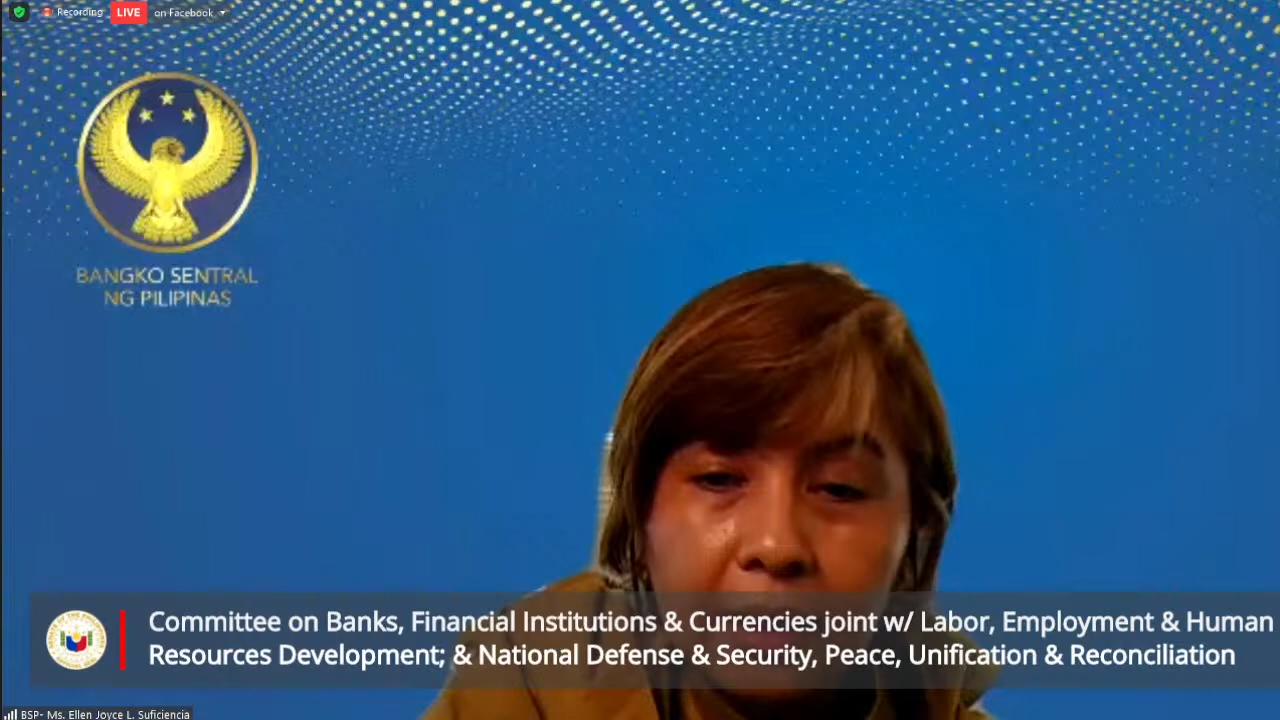 Recording
LIVE
on Facebook
BANGKO SENTRAL
NG PILIPINAS
Committee on Banks, Financial Institutions & Currencies joint w/ Labor, Employment & Human
Resources Development; & National Defense & Security, Peace, Unification & Reconciliation
BSP- Ms. Ellen Joyce L. Suficiencia